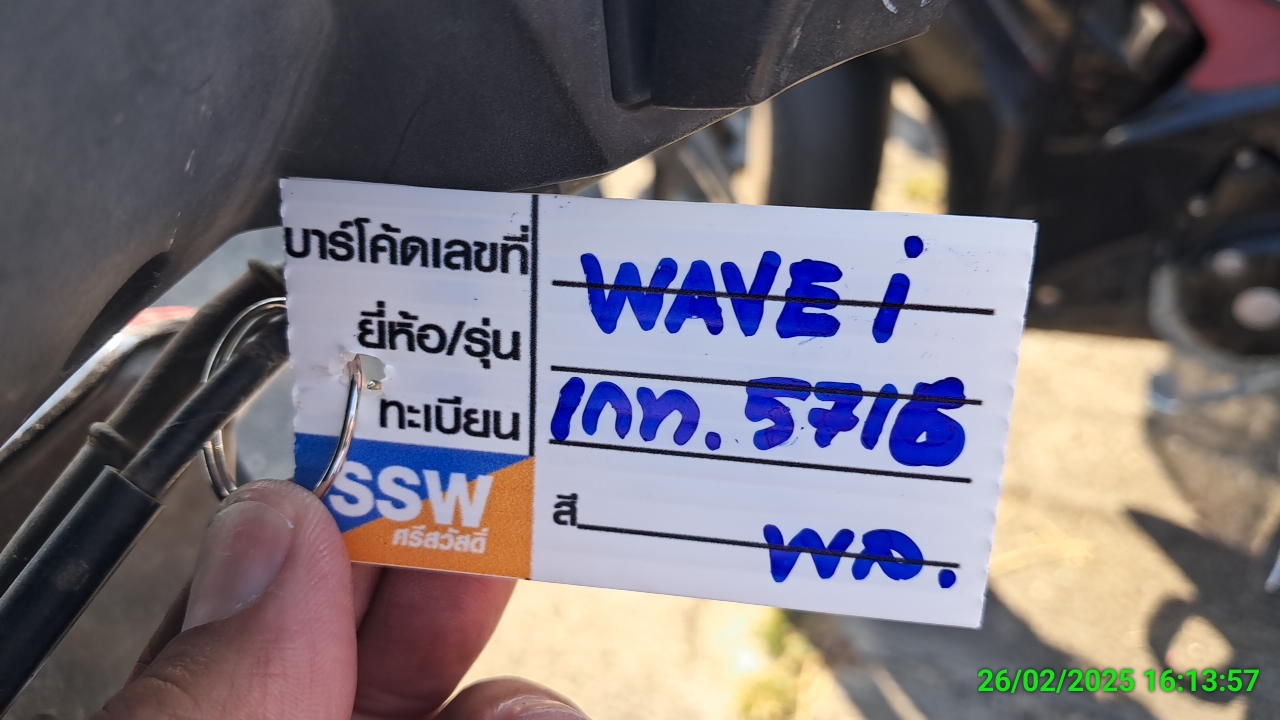 บาร์โค้ดเลขที่
WAVE i
ยี่ห้อ/รุ่น
ทะเบียน
1กท. 5716
SSW
ศรีสวัสดิ์
สี
พล.
26/02/2025 16:13:57